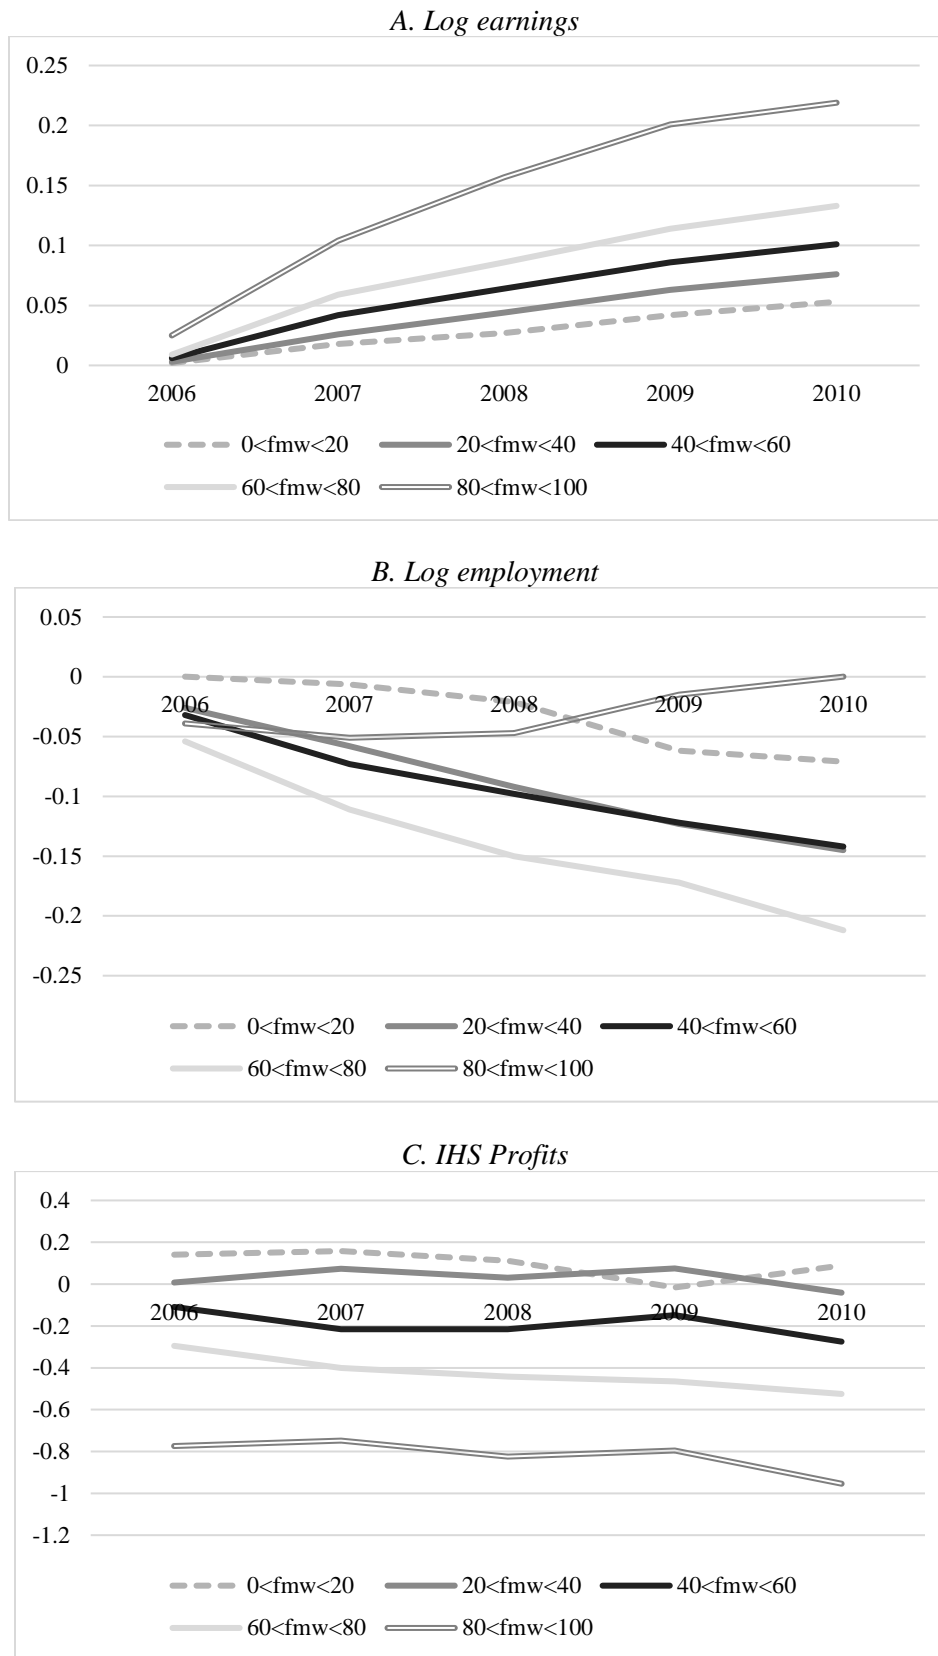 A. Log earnings
0.25
0.2
0.15
0.1
0.05
0
2006 2007 2008 2009 2010
0<fmw<20 20<fmw<40 40<fmw<60
60<fmw<80 80<fmw<100
B. Log employment
0.05
0
2006 2007 2008 2009 2010
-0.05
-0.1
-0.15
-0.2
-0.25
0<fmw<20 20<fmw<40 40<fmw<60
60<fmw<80 80<fmw<100
C. IHS Profits
0.4
0.2
0
2006 2007 2008 2009 2010
-0.2
-0.4
-0.6
-0.8
-1
-1.2
0<fmw<20 20<fmw<40 40<fmw<60
60<fmw<80 80<fmw<100